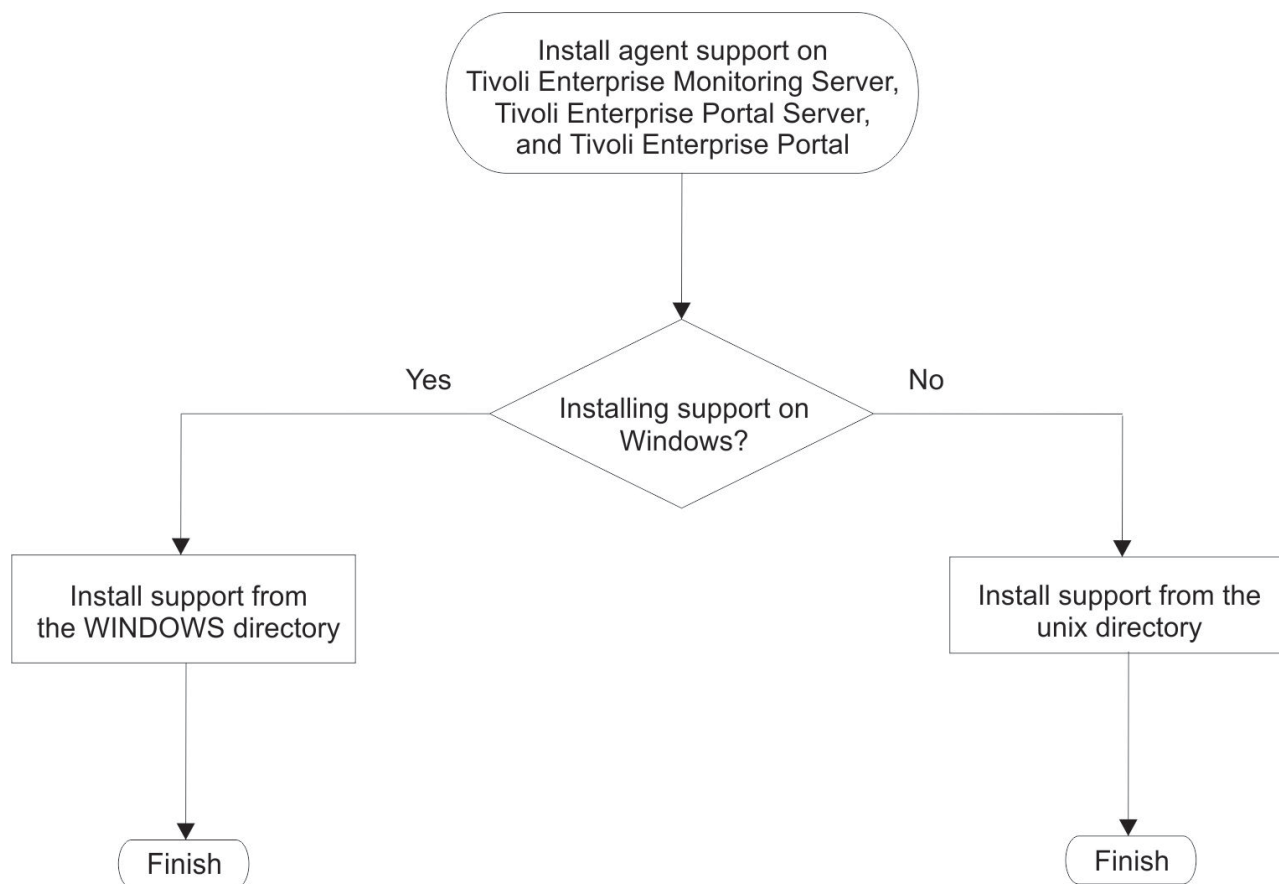 Install agent support on
Tivoli Enterprise Monitoring Server,
Tivoli Enterprise Portal Server,
and Tivoli Enterprise Portal
Yes
No
Installing support on
Windows?
Install support from
the WINDOWS directory
Install support from the
unix directory
Finish
Finish